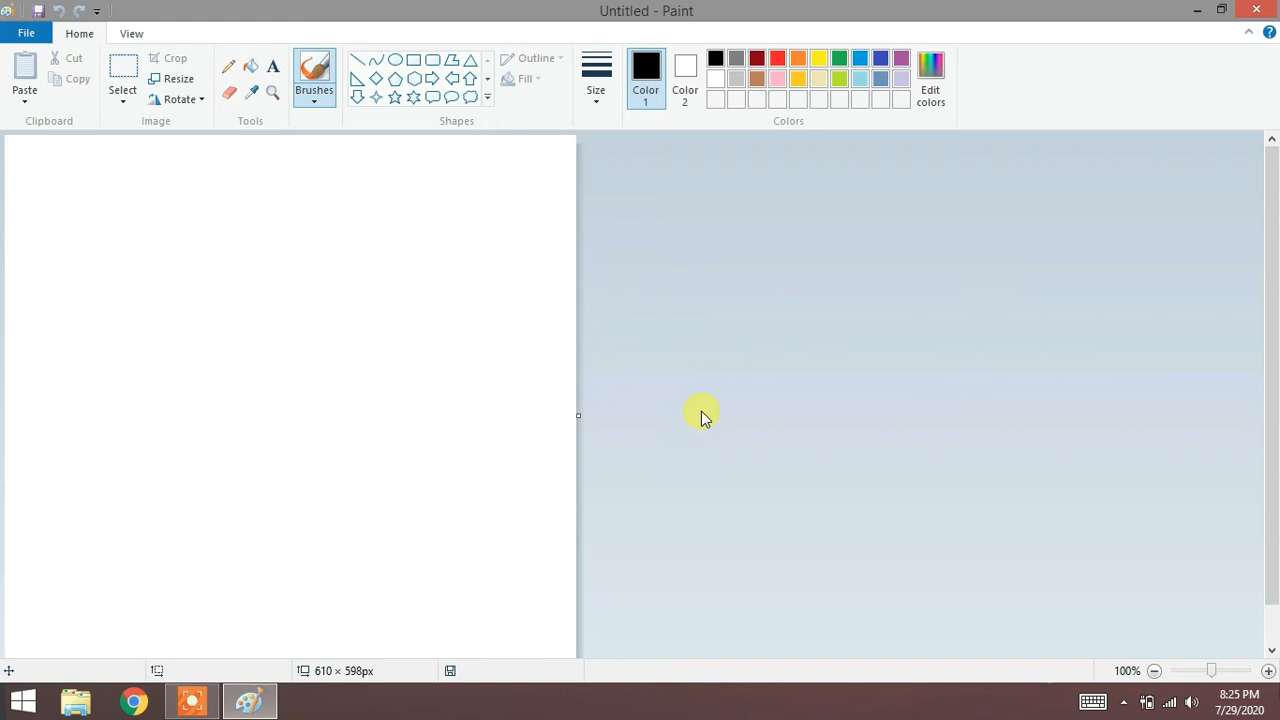 Untitled - Paint
File
Home
View
Paste
Cut
Copy
Clipboard
Select
Crop
Resize
Rotate
Image
A
Tools
Brushes
Shapes
Outline
Fill
Size
Color
1
Color
2
Edit
colors
Colors
610 × 598px
100%
8:25 PM
7/29/2020